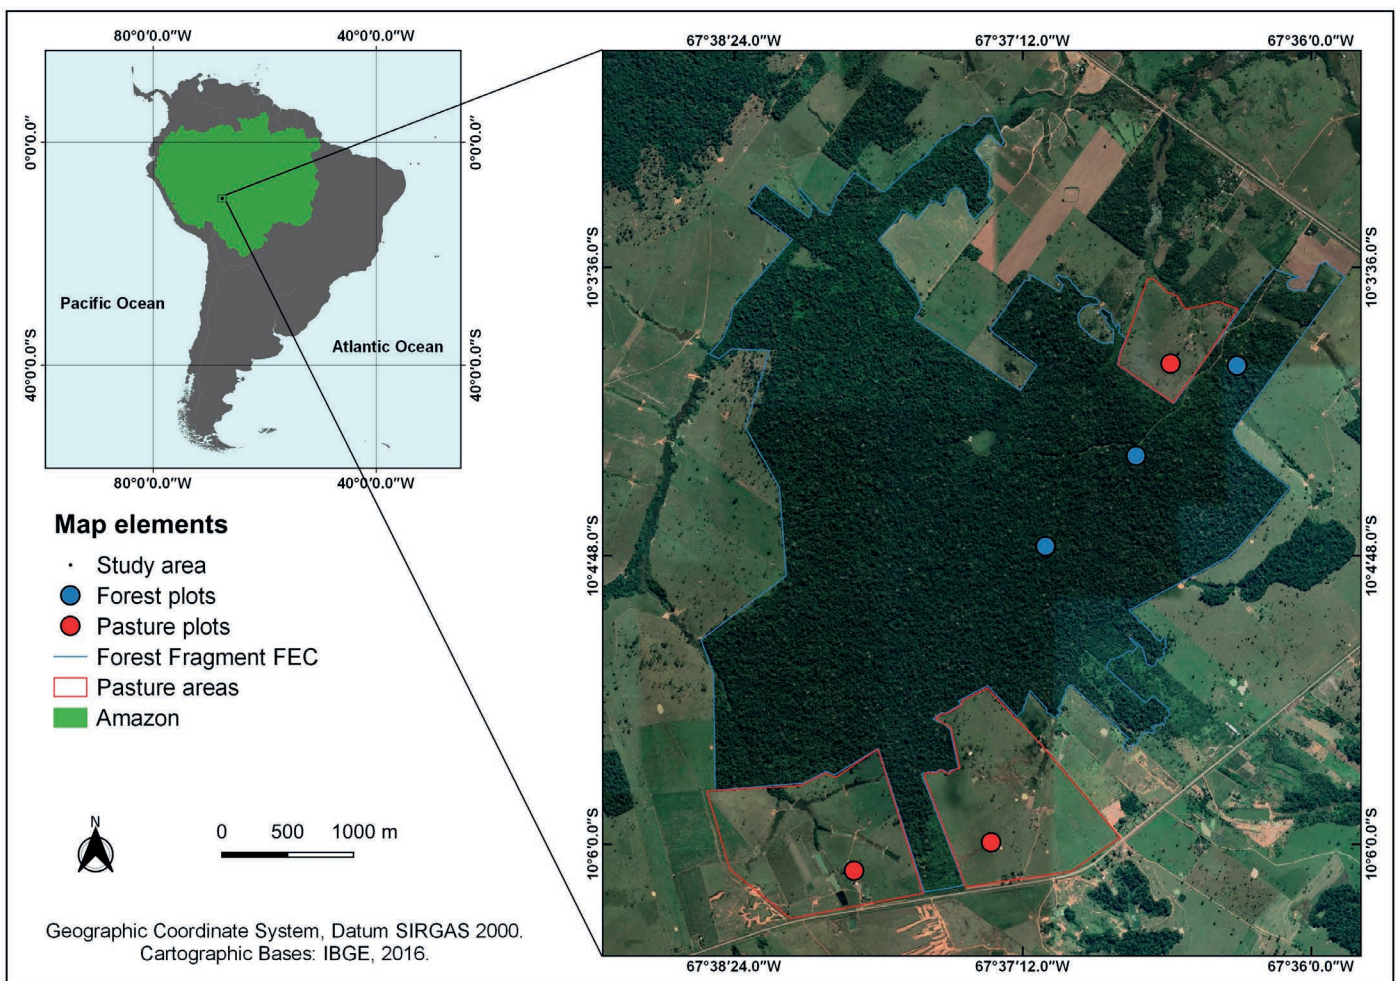 80°0'0.0"W 40°0'0.0"W
67°38'24.0"W 67°37'12.0"W 67°36'0.0"W
0°0'0.0" 0°0'0.0"
Pacific Ocean
Atlantic Ocean
40°0'0.0"S 40°0'0.0"S
80°0'0.0"W 40°0'0.0"W
10°3'36.0"S 10°3'36.0"S
10°4'48.0"S 10°4'48.0"S
10°6'0.0"S 10°6'0.0"S
67°38'24.0"W 67°37'12.0"W 67°36'0.0"W
Map elements
Study area
Forest plots
Pasture plots
Forest Fragment FEC
Pasture areas
Amazon
N
0 500 1000 m
Geographic Coordinate System, Datum SIRGAS 2000.
Cartographic Bases: IBGE, 2016.